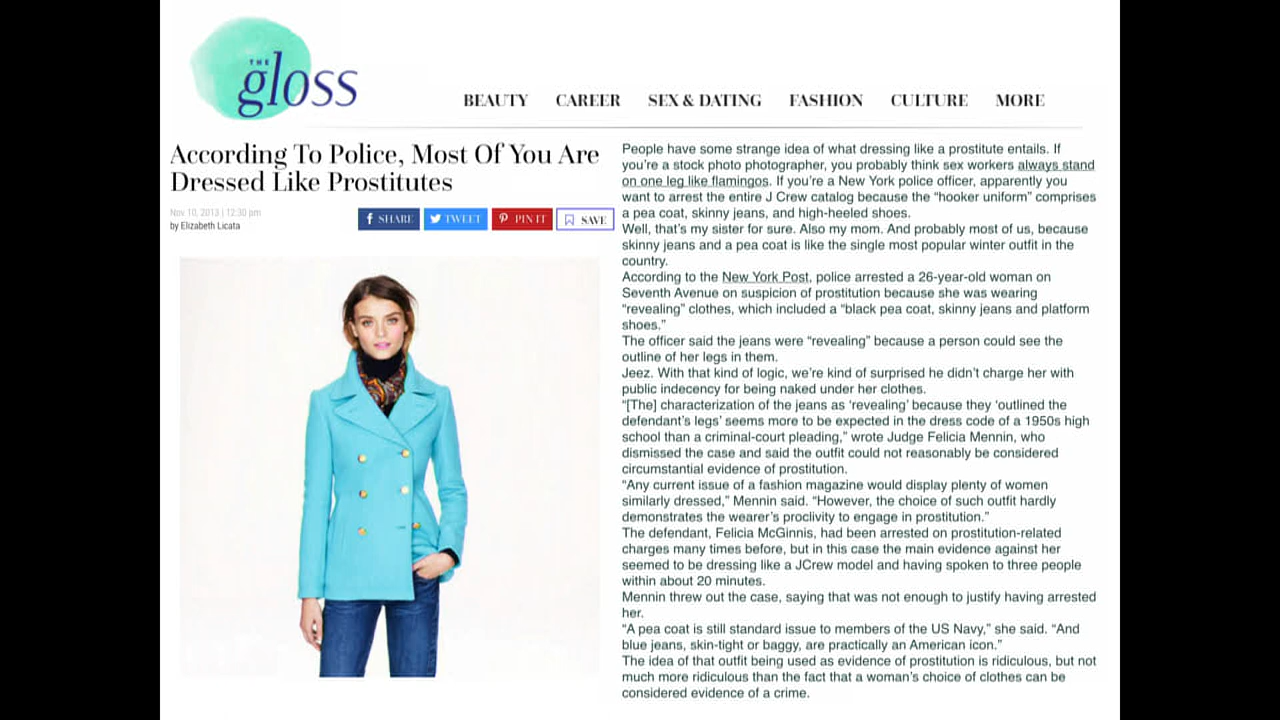 THE
gloss
BEAUTY CAREER SEX & DATING FASHION CULTURE MORE
According To Police, Most Of You Are
Dressed Like Prostitutes
Nov 10, 2013 | 12:30 pm
by Elizabeth Licata
SHARE TWEET PIN IT SAVE
People have some strange idea of what dressing like a prostitute entails. If
you’re a stock photo photographer, you probably think sex workers always stand
on one leg like flamingos. If you’re a New York police officer, apparently you
want to arrest the entire J Crew catalog because the “hooker uniform” comprises
a pea coat, skinny jeans, and high-heeled shoes.
Well, that’s my sister for sure. Also my mom. And probably most of us, because
skinny jeans and a pea coat is like the single most popular winter outfit in the
country.
According to the New York Post, police arrested a 26-year-old woman on
Seventh Avenue on suspicion of prostitution because she was wearing
“revealing” clothes, which included a “black pea coat, skinny jeans and platform
shoes.”
The officer said the jeans were “revealing” because a person could see the
outline of her legs in them.
Jeez. With that kind of logic, we’re kind of surprised he didn’t charge her with
public indecency for being naked under her clothes.
“[The] characterization of the jeans as ‘revealing’ because they ‘outlined the
defendant’s legs’ seems more to be expected in the dress code of a 1950s high
school than a criminal-court pleading,” wrote Judge Felicia Mennin, who
dismissed the case and said the outfit could not reasonably be considered
circumstantial evidence of prostitution.
“Any current issue of a fashion magazine would display plenty of women
similarly dressed,” Mennin said. “However, the choice of such outfit hardly
demonstrates the wearer’s proclivity to engage in prostitution.”
The defendant, Felicia McGinnis, had been arrested on prostitution-related
charges many times before, but in this case the main evidence against her
seemed to be dressing like a JCrew model and having spoken to three people
within about 20 minutes.
Mennin threw out the case, saying that was not enough to justify having arrested
her.
“A pea coat is still standard issue to members of the US Navy,” she said. “And
blue jeans, skin-tight or baggy, are practically an American icon.”
The idea of that outfit being used as evidence of prostitution is ridiculous, but not
much more ridiculous than the fact that a woman’s choice of clothes can be
considered evidence of a crime.